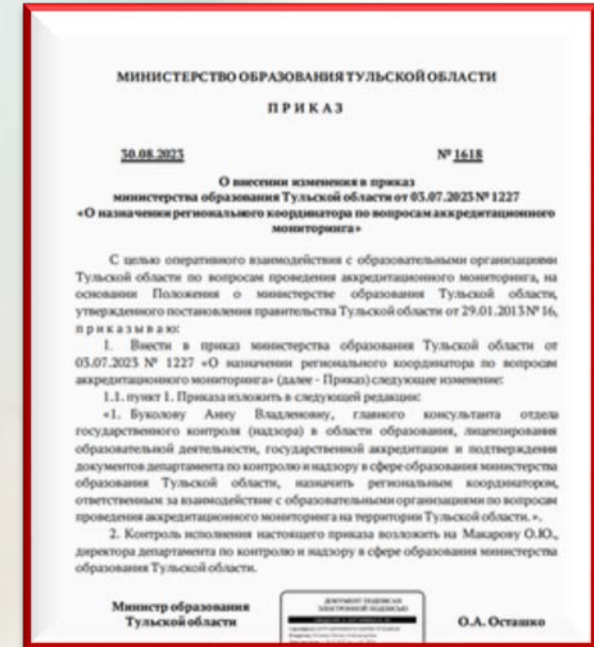 МИНИСТЕРСТВО ОБРАЗОВАНИЯ ТУЛЬСКОЙ ОБЛАСТИ
ПРИКАЗ
30.08.2023 № 1618
О внесении изменения в приказ
министерства образования Тульской области от 03.07.2023 № 1227
«О назначении регионального координатора по вопросам аккредитационного
мониторинга»
С целью оперативного взаимодействия с образовательными организациями
Тульской области по вопросам проведения аккредитационного мониторинга, на
основании Положения о министерстве образования Тульской области,
утвержденного постановления правительства Тульской области от 29.01.2013 № 16,
п р и к а з ы в а ю:
1. Внести в приказ министерства образования Тульской области от
03.07.2023 № 1227 «О назначении регионального координатора по вопросам
аккредитационного мониторинга» (далее - Приказ) следующее изменение:
1.1. пункт 1. Приказа изложить в следующей редакции:
«1. Буколову Анну Владленовну, главного консультанта отдела
государственного контроля (надзора) в области образования, лицензирования
образовательной деятельности, государственной аккредитации и подтверждения
документов департамента по контролю и надзору в сфере образования министерства
образования Тульской области, назначить региональным координатором,
ответственным за взаимодействие с образовательными организациями по вопросам
проведения аккредитационного мониторинга на территории Тульской области.».
2. Контроль исполнения настоящего приказа возложить на Макарову О.Ю.,
директора департамента по контролю и надзору в сфере образования министерства
образования Тульской области.
Министр образования
Тульской области
ДОКУМЕНТ ПОДПИСАН
ЭЛЕКТРОННОЙ ПОДПИСЬЮ
О.А. Осташко